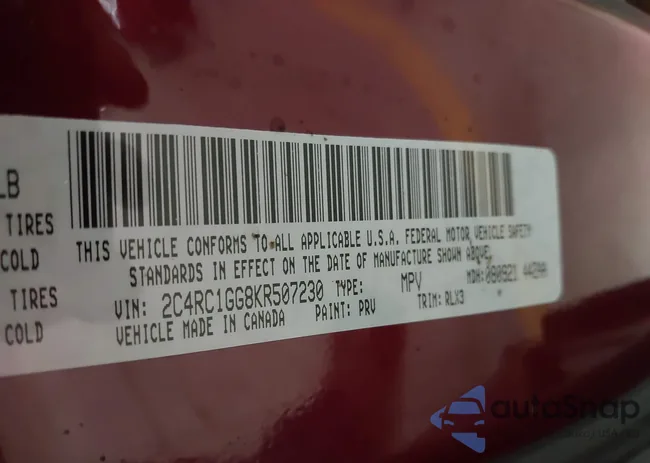 LB
TIRES
COLD
TIRES
COLD
THIS VEHICLE CONFORMS TO ALL APPLICABLE U.S.A. FEDERAL MOTOR VEHICLE SAFETY
STANDARDS IN EFFECT ON THE DATE OF MANUFACTURE SHOWN ABOVE.
VIN: 2C4RC1GG8KR507230 TYPE: MPV MDH:
VEHICLE MADE IN CANADA PAINT: PRV TRIM: RLX3
autoSnap